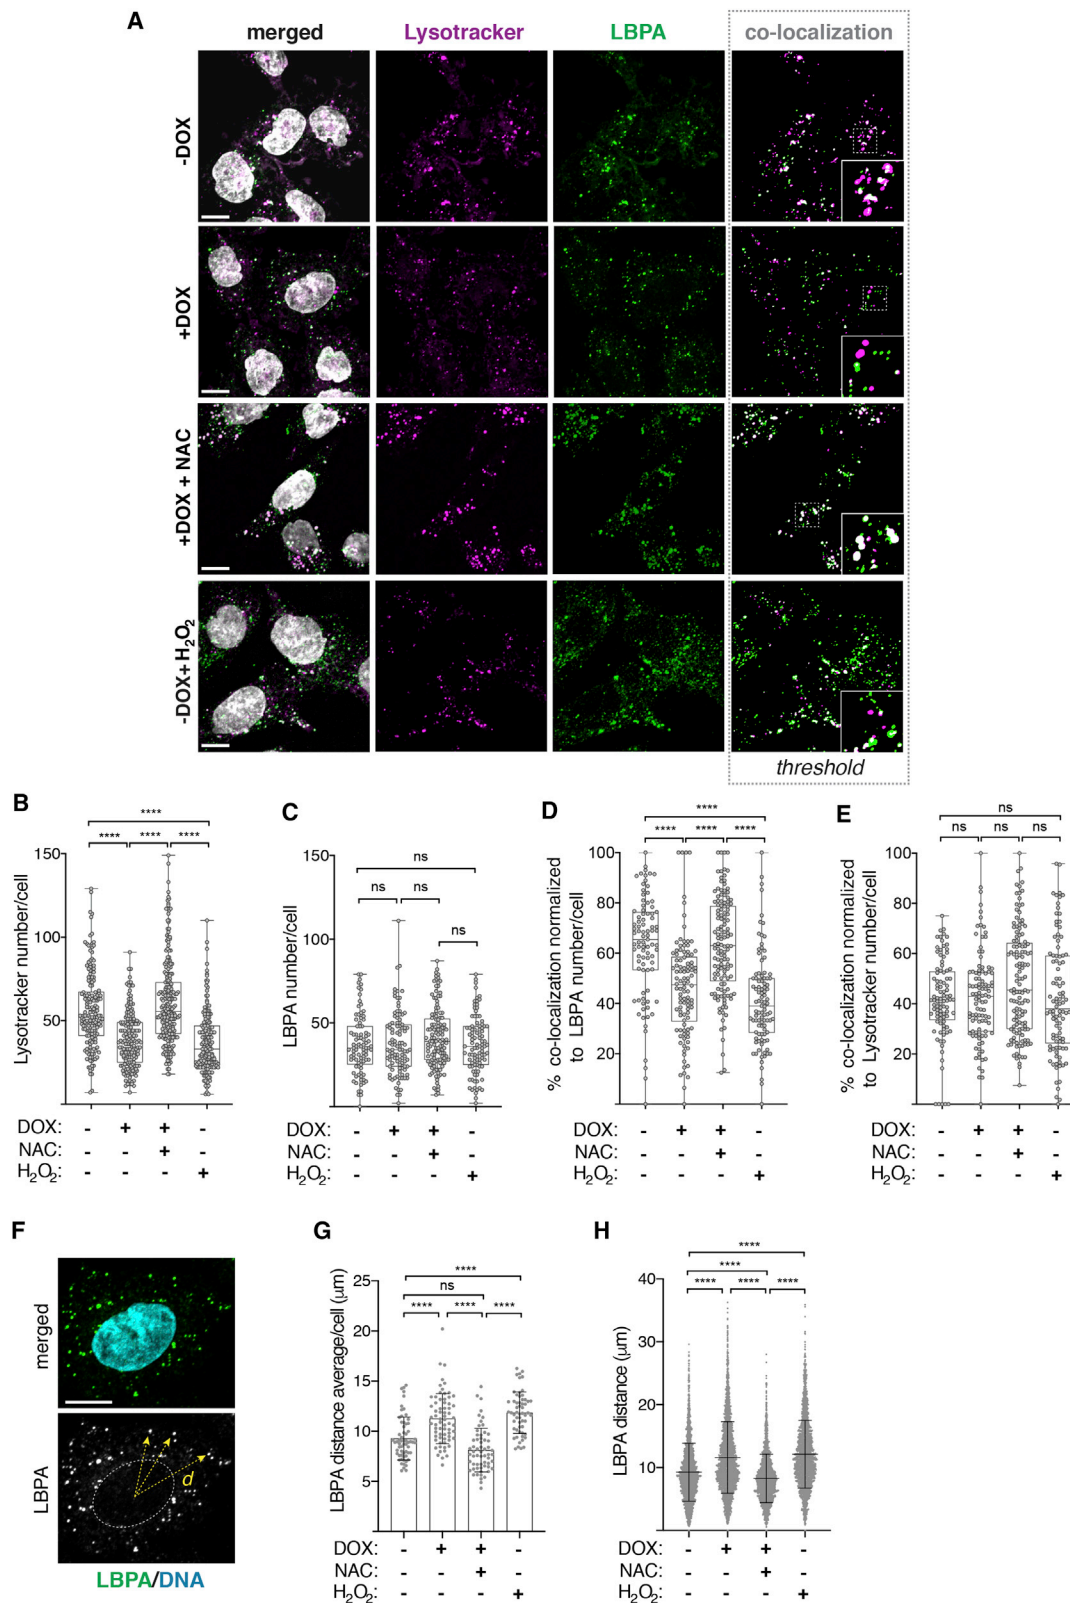 A
merged Lysotracker LBPA co-localization
-DOX
+DOX
+DOX + NAC
-DOX+ H₂O₂
threshold
B
****
**** **** ****
Lysotracker number/cell
150
100
50
DOX: - + + -
NAC: - - + -
H₂O₂: - - - +
C
ns
ns ns
ns
LBPA number/cell
150
100
50
0
DOX: - + + -
NAC: - - + -
H₂O₂: - - - +
D
****
**** **** ****
% co-localization normalized
to LBPA number/cell
100
80
60
40
20
0
DOX: - + + -
NAC: - - + -
H₂O₂: - - - +
E
ns
ns ns ns
% co-localization normalized
to Lysotracker number/cell
100
80
60
40
20
DOX: - + + -
NAC: - - + -
H₂O₂: - - - +
F
merged
LBPA
d
LBPA/DNA
G
****
ns
**** **** ****
LBPA distance average/cell (μm)
25
20
15
10
5
0
DOX: - + + -
NAC: - - + -
H₂O₂: - - - +
H
****
****
**** **** ****
LBPA distance (μm)
40
30
20
10
0
DOX: - + + -
NAC: - - + -
H₂O₂: - - - +